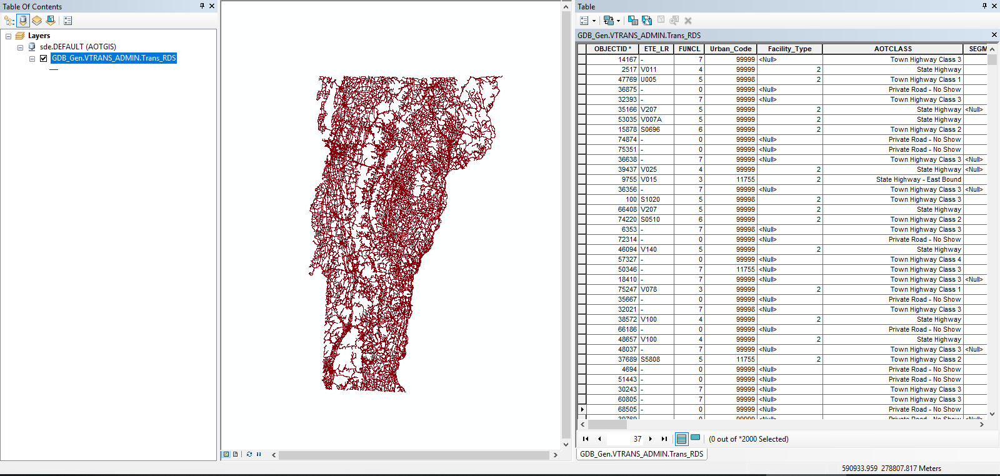 Table Of Contents
Layers
sde.DEFAULT (AOTGIS)
GDB_Gen.VTRANS_ADMIN.Trans_RDS
Table
GDB_Gen.VTRANS_ADMIN.Trans_RDS
OBJECTID * ETE_LR FUNCL Urban_Code Facility_Type AOTCLASS SEGM
14167 - 7 99999 <Null> Town Highway Class 3
2517 V011 4 99999 2 State Highway
47769 U005 5 99998 2 Town Highway Class 1
36875 - 0 99999 <Null> Private Road - No Show
32393 - 7 99999 <Null> Town Highway Class 3
35166 V207 5 99999 2 State Highway <Null>
53035 V007A 5 99999 2 State Highway
15878 S0696 6 99999 2 Town Highway Class 2
74874 - 0 99999 <Null> Private Road - No Show
75351 - 0 99999 <Null> Private Road - No Show
36638 - 7 99999 <Null> Town Highway Class 3 <Null>
39437 V025 4 99999 2 State Highway <Null>
9755 V015 3 11755 2 State Highway - East Bound
36356 - 7 99999 <Null> Town Highway Class 3 <Null>
100 S1020 5 99998 2 Town Highway Class 3
66408 V207 5 99999 2 State Highway
74220 S0510 6 99999 2 Town Highway Class 2
6353 - 7 99998 <Null> Town Highway Class 3
72314 - 0 99999 <Null> Private Road - No Show
46094 V140 5 99999 2 State Highway
57327 - 0 99999 <Null> Town Highway Class 4
50346 - 7 11755 <Null> Town Highway Class 3
18410 - 7 99999 <Null> Town Highway Class 3 <Null>
75247 V078 3 99999 2 Town Highway Class 1
35667 - 0 99999 <Null> Private Road - No Show
32021 - 7 99998 <Null> Town Highway Class 3
38572 V100 4 99999 2 State Highway
66186 - 0 99999 <Null> Private Road - No Show
48657 V100 4 99999 2 State Highway
48037 - 7 99999 <Null> Town Highway Class 3 <Null>
37689 S5808 5 11755 2 Town Highway Class 2
4694 - 0 99999 <Null> Private Road - No Show
51443 - 0 99999 <Null> Private Road - No Show
30243 - 7 99999 <Null> Town Highway Class 3
60805 - 7 99999 <Null> Town Highway Class 3
68505 - 0 99999 <Null> Private Road - No Show
39769 - 0 99999 <Null> Private Road - No Show <Null>
37 (0 out of *2000 Selected)
GDB_Gen.VTRANS_ADMIN.Trans_RDS
590933.959 278807.817 Meters